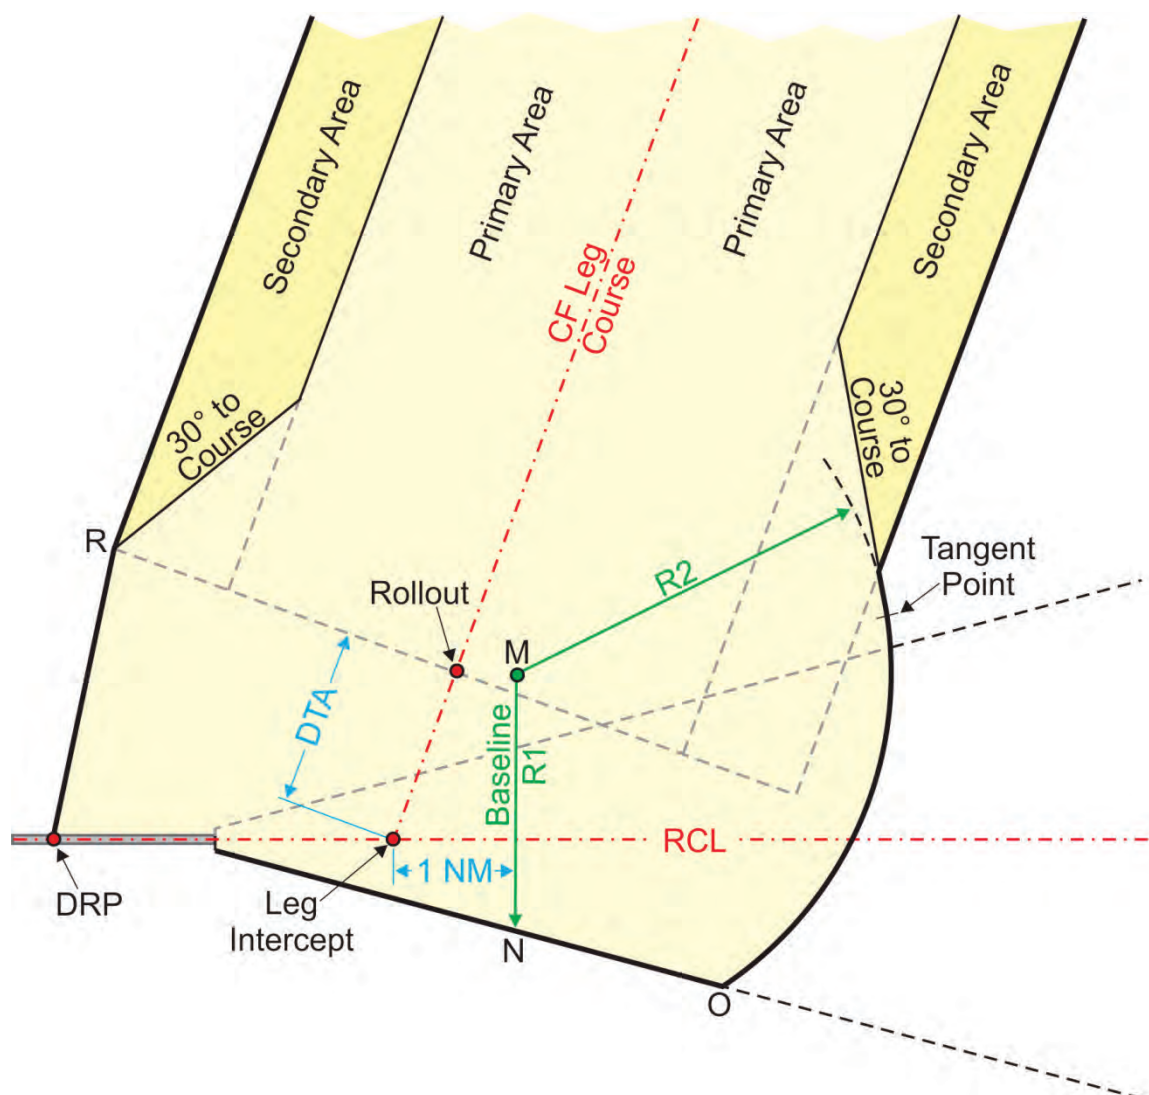 Secondary Area
Primary Area
CF Leg
Course
Primary Area
Secondary Area
30° to
Course
30° to
Course
R
Rollout
M
R2
Tangent
Point
DTA
Baseline
R1
RCL
1 NM
DRP
Leg
Intercept
N
O